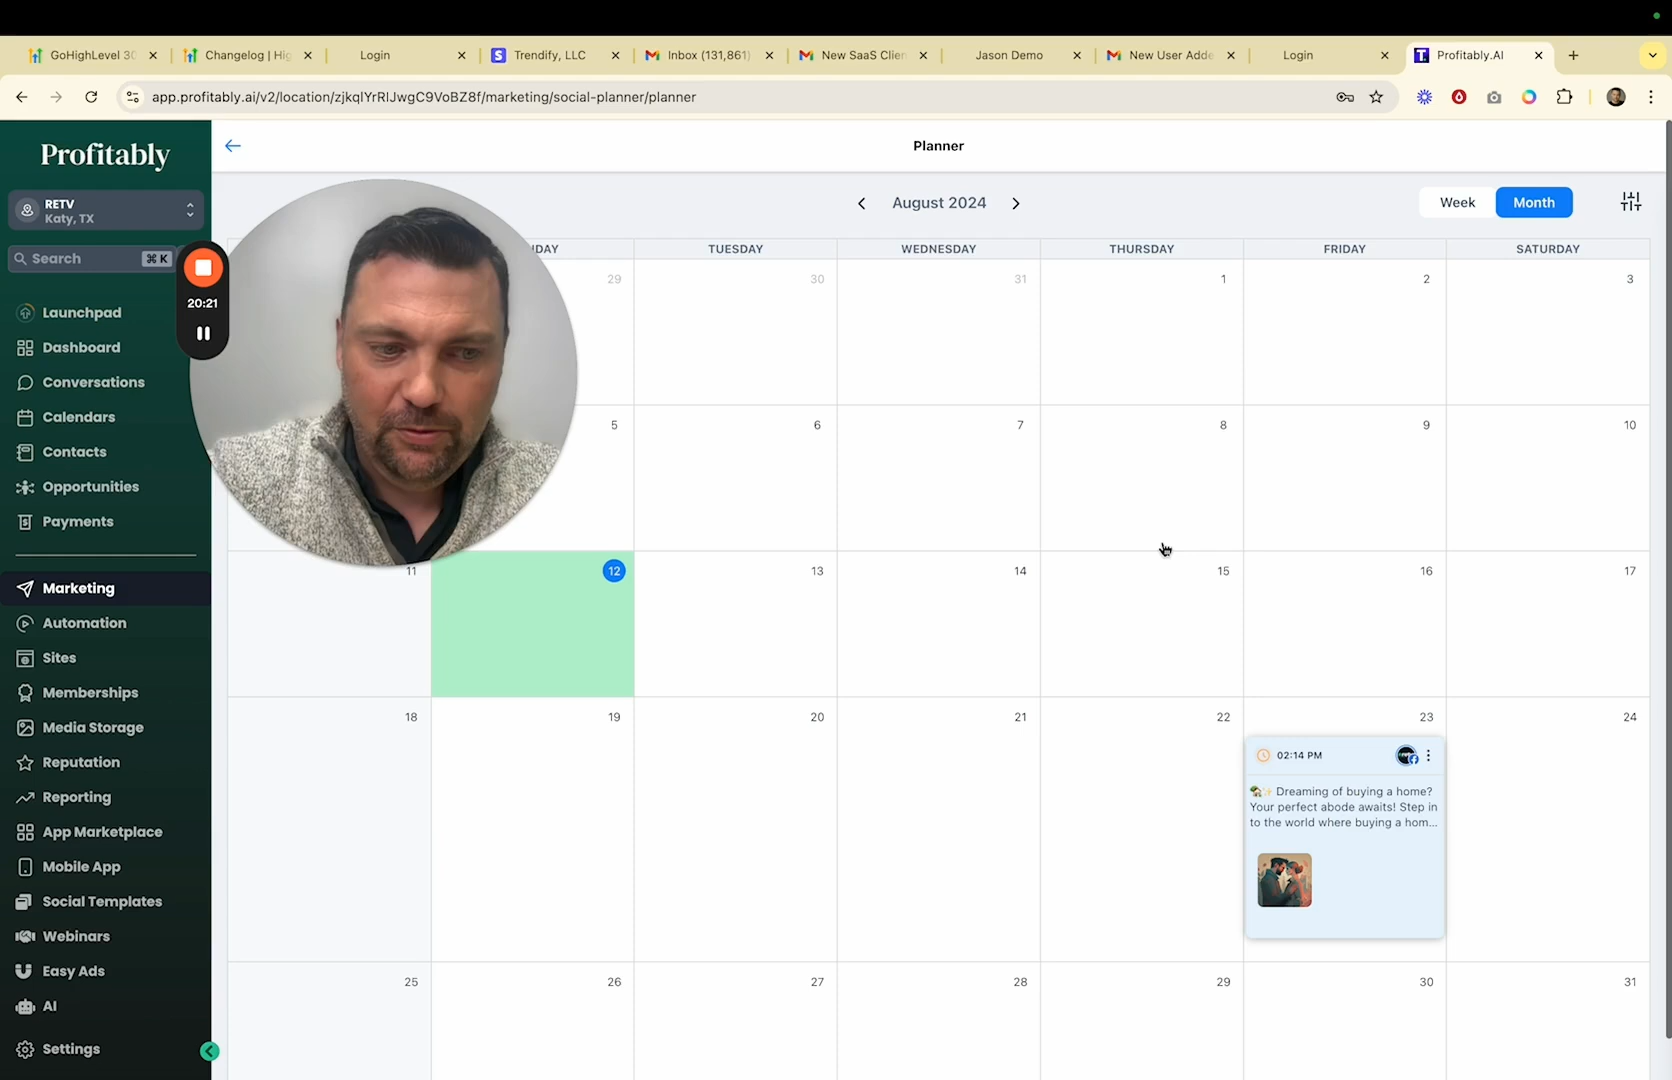 GoHighLevel 30
Changelog | Hig
Login
Trendify, LLC
Inbox (131,861)
New SaaS Clien
Jason Demo
New User Adde
Login
Profitably.AI
app.profitably.ai/v2/location/zjkqlYrRlJwgC9VoBZ8f/marketing/social-planner/planner
Profitably
RETV
Katy, TX
Search
⌘ K
20:21
Launchpad
Dashboard
Conversations
Calendars
Contacts
Opportunities
Payments
Marketing
Automation
Sites
Memberships
Media Storage
Reputation
Reporting
App Marketplace
Mobile App
Social Templates
Webinars
Easy Ads
AI
Settings
Planner
August 2024
Week
Month
DAY
TUESDAY
WEDNESDAY
THURSDAY
FRIDAY
SATURDAY
29
30
31
1
2
3
5
6
7
8
9
10
11
12
13
14
15
16
17
18
19
20
21
22
23
24
02:14 PM
🏡✨ Dreaming of buying a home?
Your perfect abode awaits! Step in
to the world where buying a hom...
25
26
27
28
29
30
31